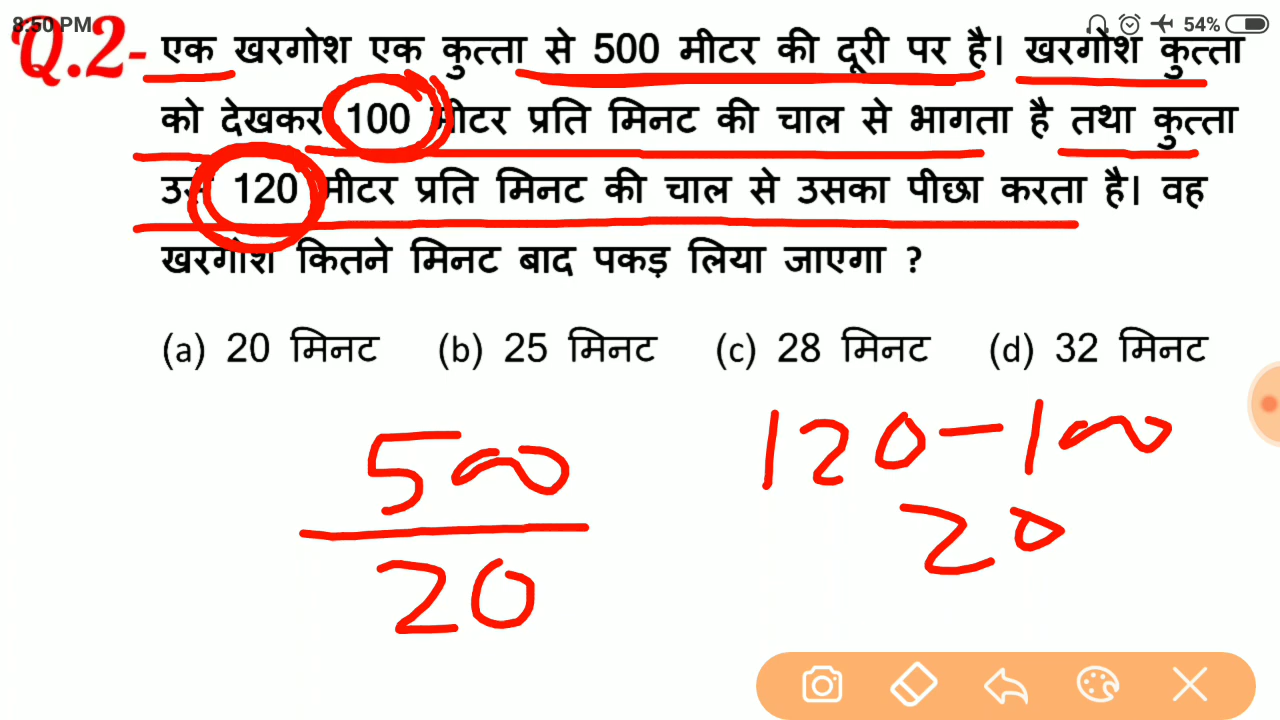 8:50 PM 54%
Q.2- एक खरगोश एक कुत्ता से 500 मीटर की दूरी पर है। खरगोश कुत्ता
को देखकर 100 मीटर प्रति मिनट की चाल से भागता है तथा कुत्ता
उसे 120 मीटर प्रति मिनट की चाल से उसका पीछा करता है। वह
खरगोश कितने मिनट बाद पकड़ लिया जाएगा ?
(a) 20 मिनट (b) 25 मिनट (c) 28 मिनट (d) 32 मिनट
500
20
120-100
20